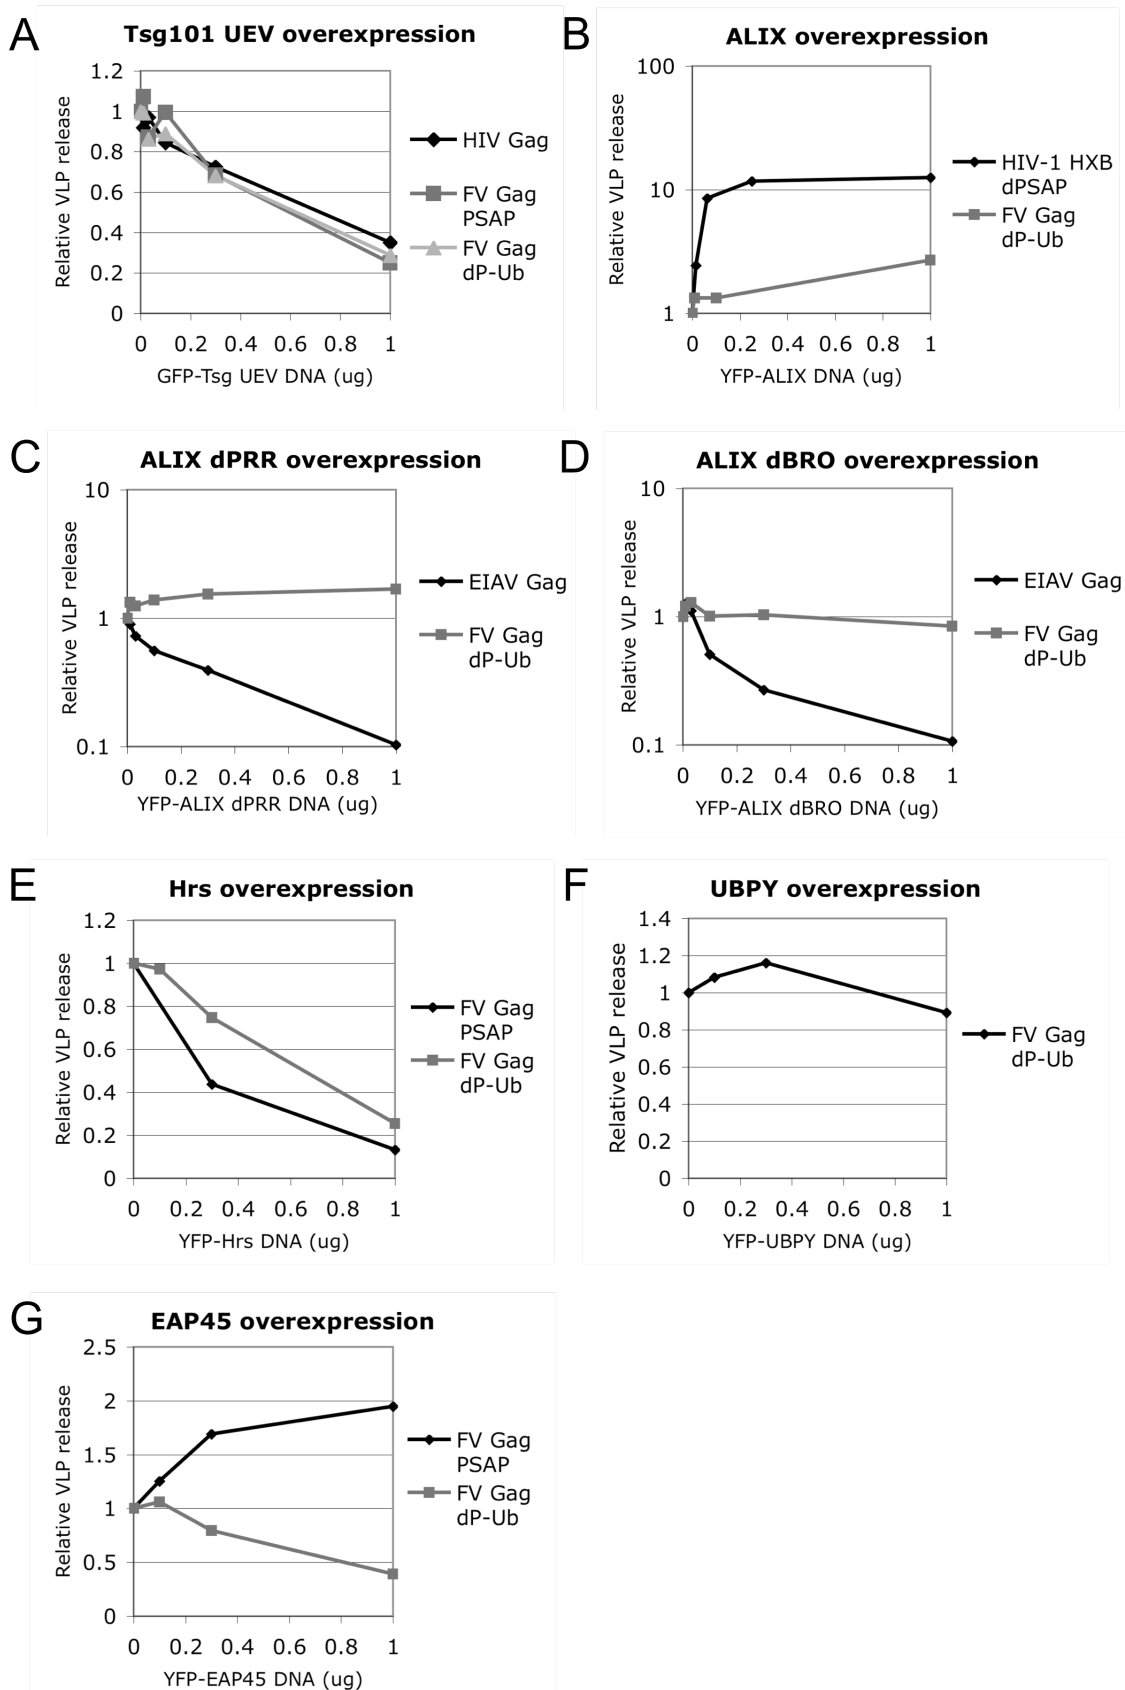 A
Tsg101 UEV overexpression
Relative VLP release
1.2
1
0.8
0.6
0.4
0.2
0
0 0.2 0.4 0.6 0.8 1
GFP-Tsg UEV DNA (ug)
HIV Gag
FV Gag
PSAP
FV Gag
dP-Ub
B
ALIX overexpression
Relative VLP release
100
10
1
0 0.2 0.4 0.6 0.8 1
YFP-ALIX DNA (ug)
HIV-1 HXB
dPSAP
FV Gag
dP-Ub
C
ALIX dPRR overexpression
Relative VLP release
10
1
0.1
0 0.2 0.4 0.6 0.8 1
YFP-ALIX dPRR DNA (ug)
EIAV Gag
FV Gag
dP-Ub
D
ALIX dBRO overexpression
Relative VLP release
10
1
0.1
0 0.2 0.4 0.6 0.8 1
YFP-ALIX dBRO DNA (ug)
EIAV Gag
FV Gag
dP-Ub
E
Hrs overexpression
Relative VLP release
1.2
1
0.8
0.6
0.4
0.2
0
0 0.2 0.4 0.6 0.8 1
YFP-Hrs DNA (ug)
FV Gag
PSAP
FV Gag
dP-Ub
F
UBPY overexpression
Relative VLP release
1.4
1.2
1
0.8
0.6
0.4
0.2
0
0 0.2 0.4 0.6 0.8 1
YFP-UBPY DNA (ug)
FV Gag
dP-Ub
G
EAP45 overexpression
Relative VLP release
2.5
2
1.5
1
0.5
0
0 0.2 0.4 0.6 0.8 1
YFP-EAP45 DNA (ug)
FV Gag
PSAP
FV Gag
dP-Ub